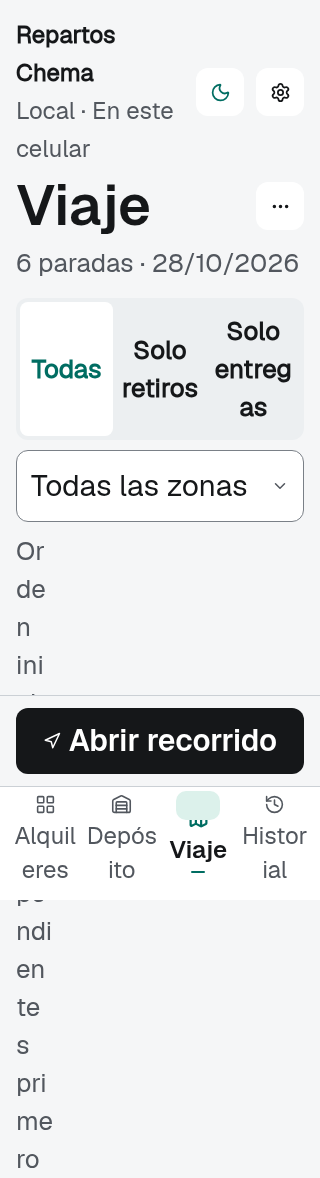 Repartos
Chema
Local · En este
celular
Viaje
6 paradas · 28/10/2026
Todas
Solo
retiros
Solo
entreg
as
Todas las zonas
Or
de
n
ini
Abrir recorrido
Alquil
eres
Depós
ito
Viaje
Histor
ial
ndi
en
te
s
pri
me
ro